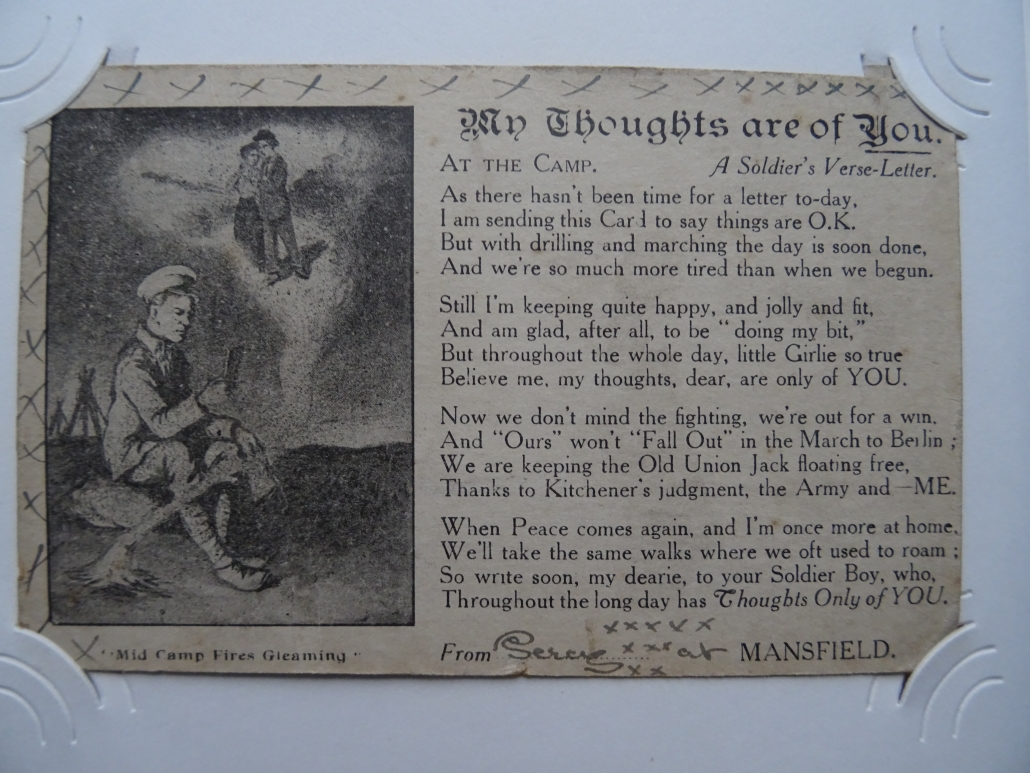 My Thoughts are of You.
AT THE CAMP. A Soldier's Verse-Letter.
As there hasn't been time for a letter to-day,
I am sending this Card to say things are O.K.
But with drilling and marching the day is soon done,
And we're so much more tired than when we begun.
Still I'm keeping quite happy, and jolly and fit,
And am glad, after all, to be "doing my bit,"
But throughout the whole day, little Girlie so true
Believe me, my thoughts, dear, are only of YOU.
Now we don't mind the fighting, we're out for a win.
And "Ours" won't "Fall Out" in the March to Berlin ;
We are keeping the Old Union Jack floating free,
Thanks to Kitchener's judgment, the Army and —ME.
When Peace comes again, and I'm once more at home,
We'll take the same walks where we oft used to roam ;
So write soon, my dearie, to your Soldier Boy, who,
Throughout the long day has Thoughts Only of YOU.
xxxxx
From xxx at MANSFIELD.
xx
"Mid Camp Fires Gleaming"